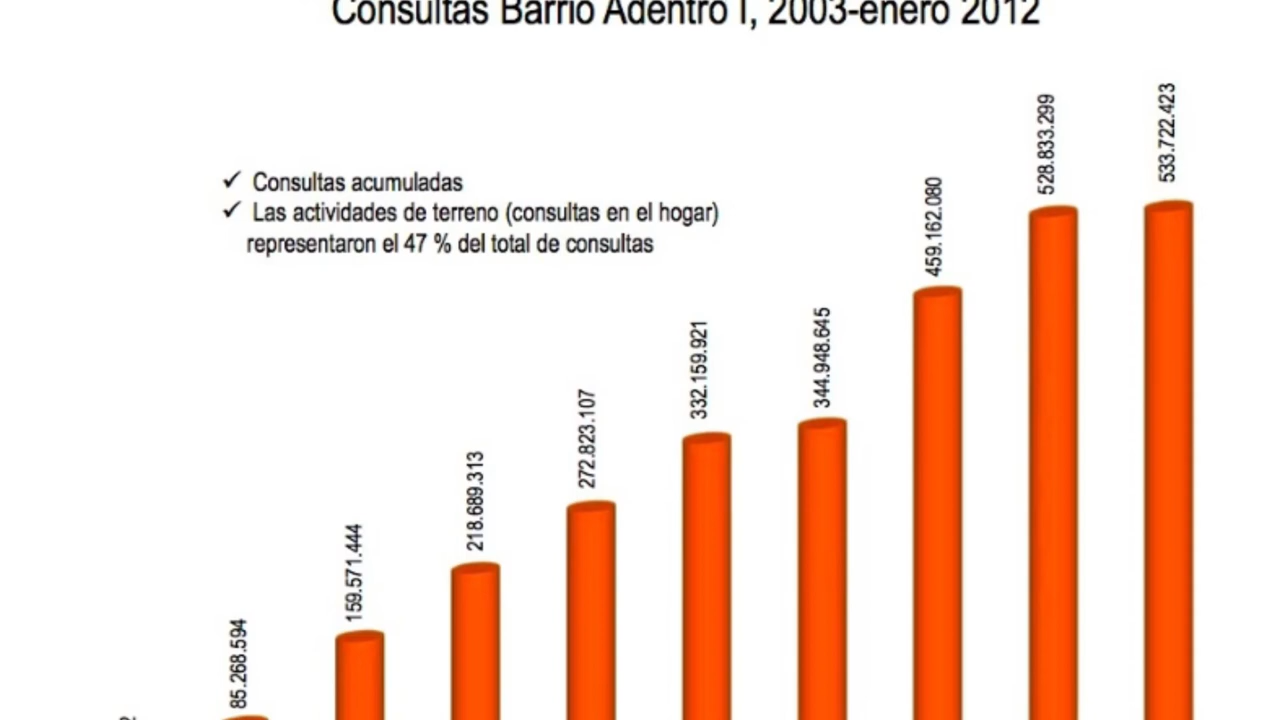 Consultas Barrio Adentro I, 2003-enero 2012
✓ Consultas acumuladas
✓ Las actividades de terreno (consultas en el hogar)
representaron el 47 % del total de consultas
85.268.594
159.571.444
218.689.313
272.823.107
332.159.921
344.948.645
459.162.080
528.833.299
533.722.423